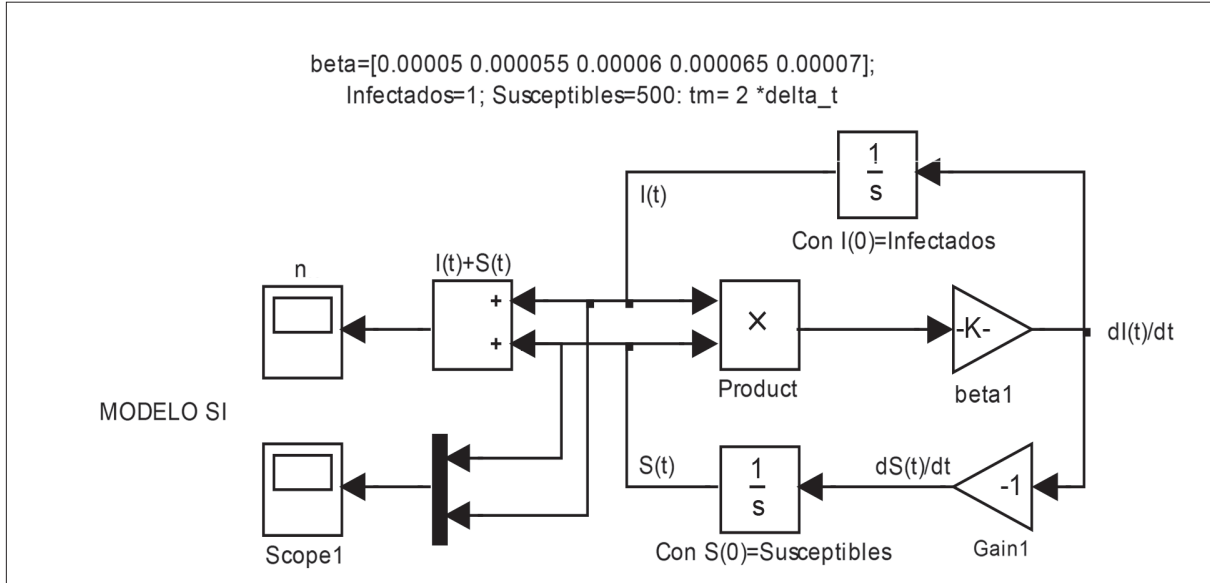 beta=[0.00005 0.000055 0.00006 0.000065 0.00007];
Infectados=1; Susceptibles=500: tm= 2 *delta_t
1
s
I(t)
Con I(0)=Infectados
n
I(t)+S(t)
+
+
×
-K-
dI(t)/dt
Product
beta1
MODELO SI
S(t)
1
s
dS(t)/dt
-1
Scope1
Con S(0)=Susceptibles
Gain1